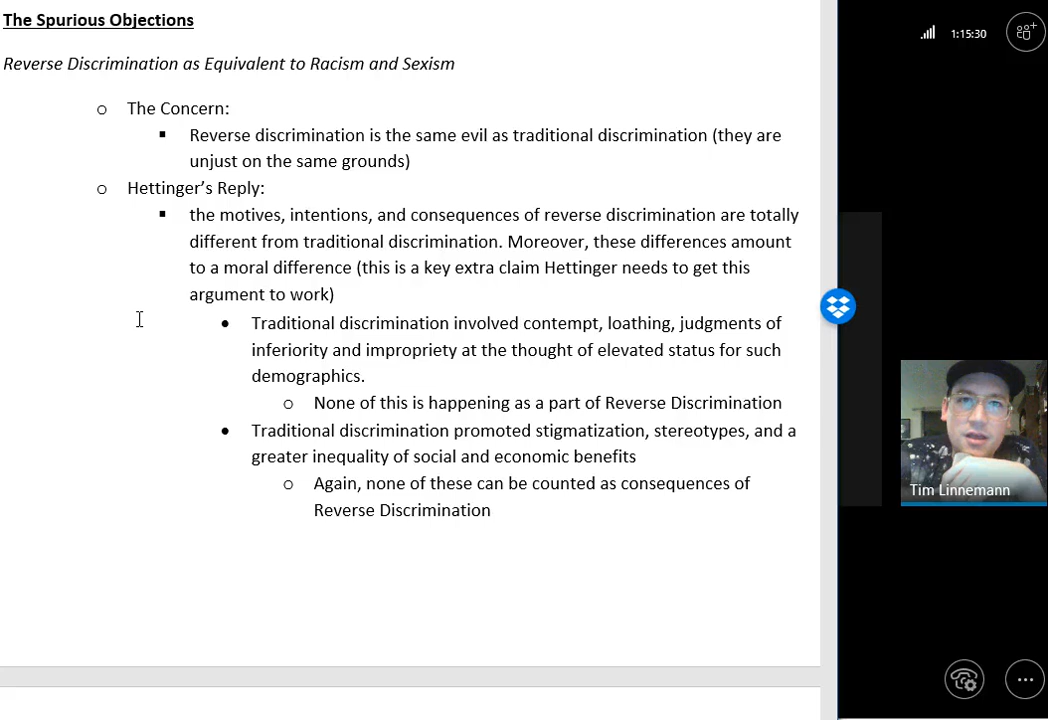 The Spurious Objections
Reverse Discrimination as Equivalent to Racism and Sexism
o The Concern:
▪ Reverse discrimination is the same evil as traditional discrimination (they are
unjust on the same grounds)
o Hettinger’s Reply:
▪ the motives, intentions, and consequences of reverse discrimination are totally
different from traditional discrimination. Moreover, these differences amount
to a moral difference (this is a key extra claim Hettinger needs to get this
argument to work)
• Traditional discrimination involved contempt, loathing, judgments of
inferiority and impropriety at the thought of elevated status for such
demographics.
o None of this is happening as a part of Reverse Discrimination
• Traditional discrimination promoted stigmatization, stereotypes, and a
greater inequality of social and economic benefits
o Again, none of these can be counted as consequences of
Reverse Discrimination
1:15:30
Tim Linnemann